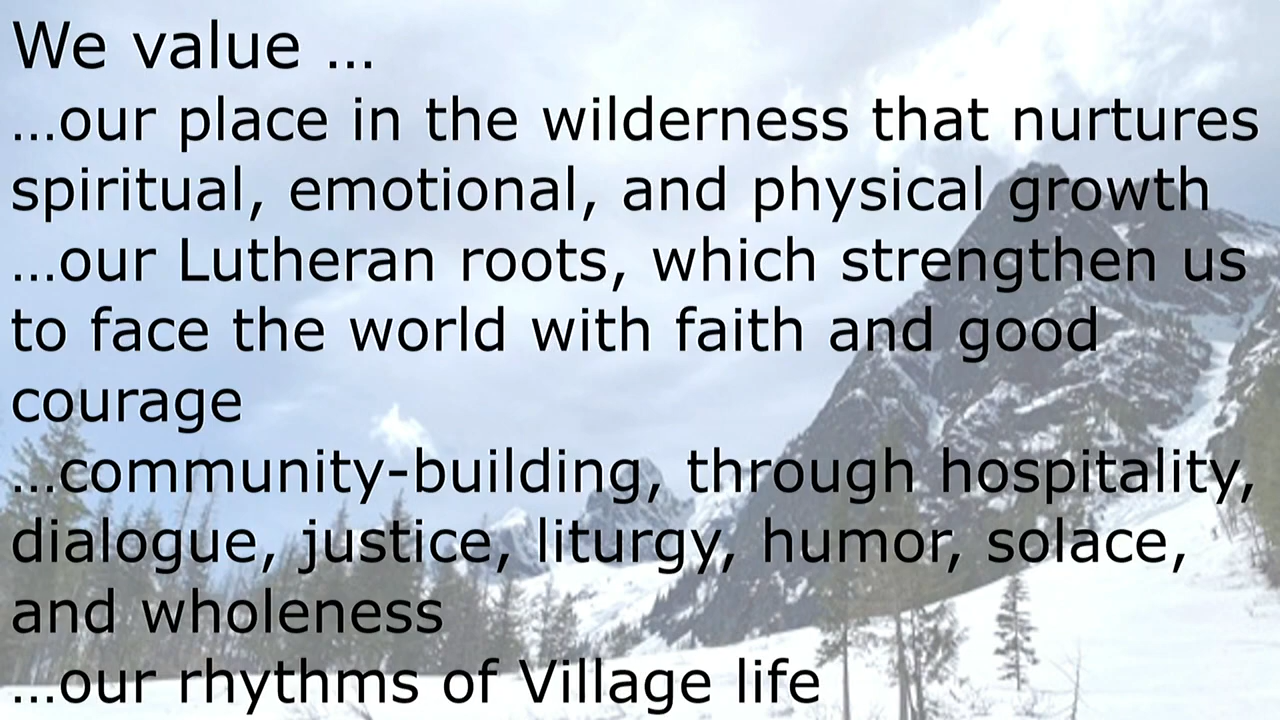 We value …
…our place in the wilderness that nurtures
spiritual, emotional, and physical growth
…our Lutheran roots, which strengthen us
to face the world with faith and good
courage
…community-building, through hospitality,
dialogue, justice, liturgy, humor, solace,
and wholeness
…our rhythms of Village life